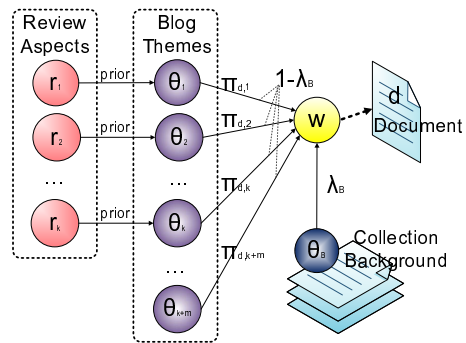 Review
Aspects
Blog
Themes
r1
prior
θ1
πd,1
1-λB
r2
prior
θ2
πd,2
w
d
Document
...
...
rk
prior
θk
πd,k
λB
...
πd,k+m
θk+m
θB
Collection
Background